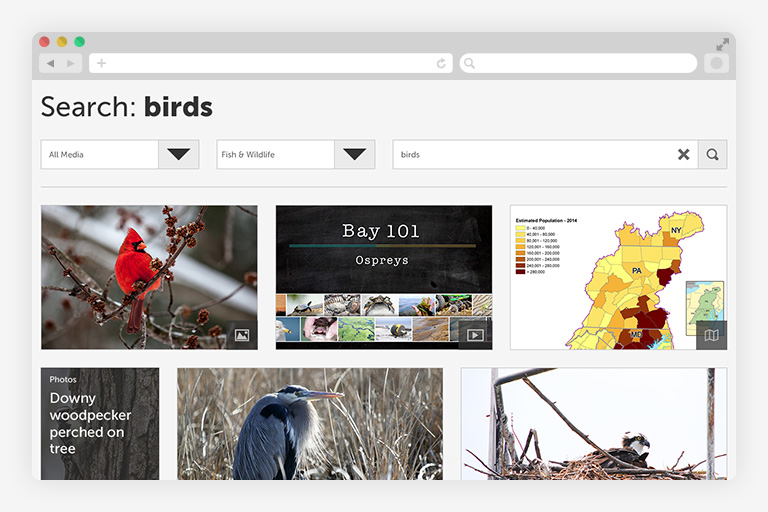 Search: birds
All Media
Fish & Wildlife
birds
Bay 101
Ospreys
Estimated Population - 2014
0 - 40,000
40,001 - 80,000
80,001 - 120,000
120,001 - 160,000
160,001 - 200,000
200,001 - 240,000
240,001 - 280,000
> 280,000
NY
PA
MD
Photos
Downy
woodpecker
perched on
tree